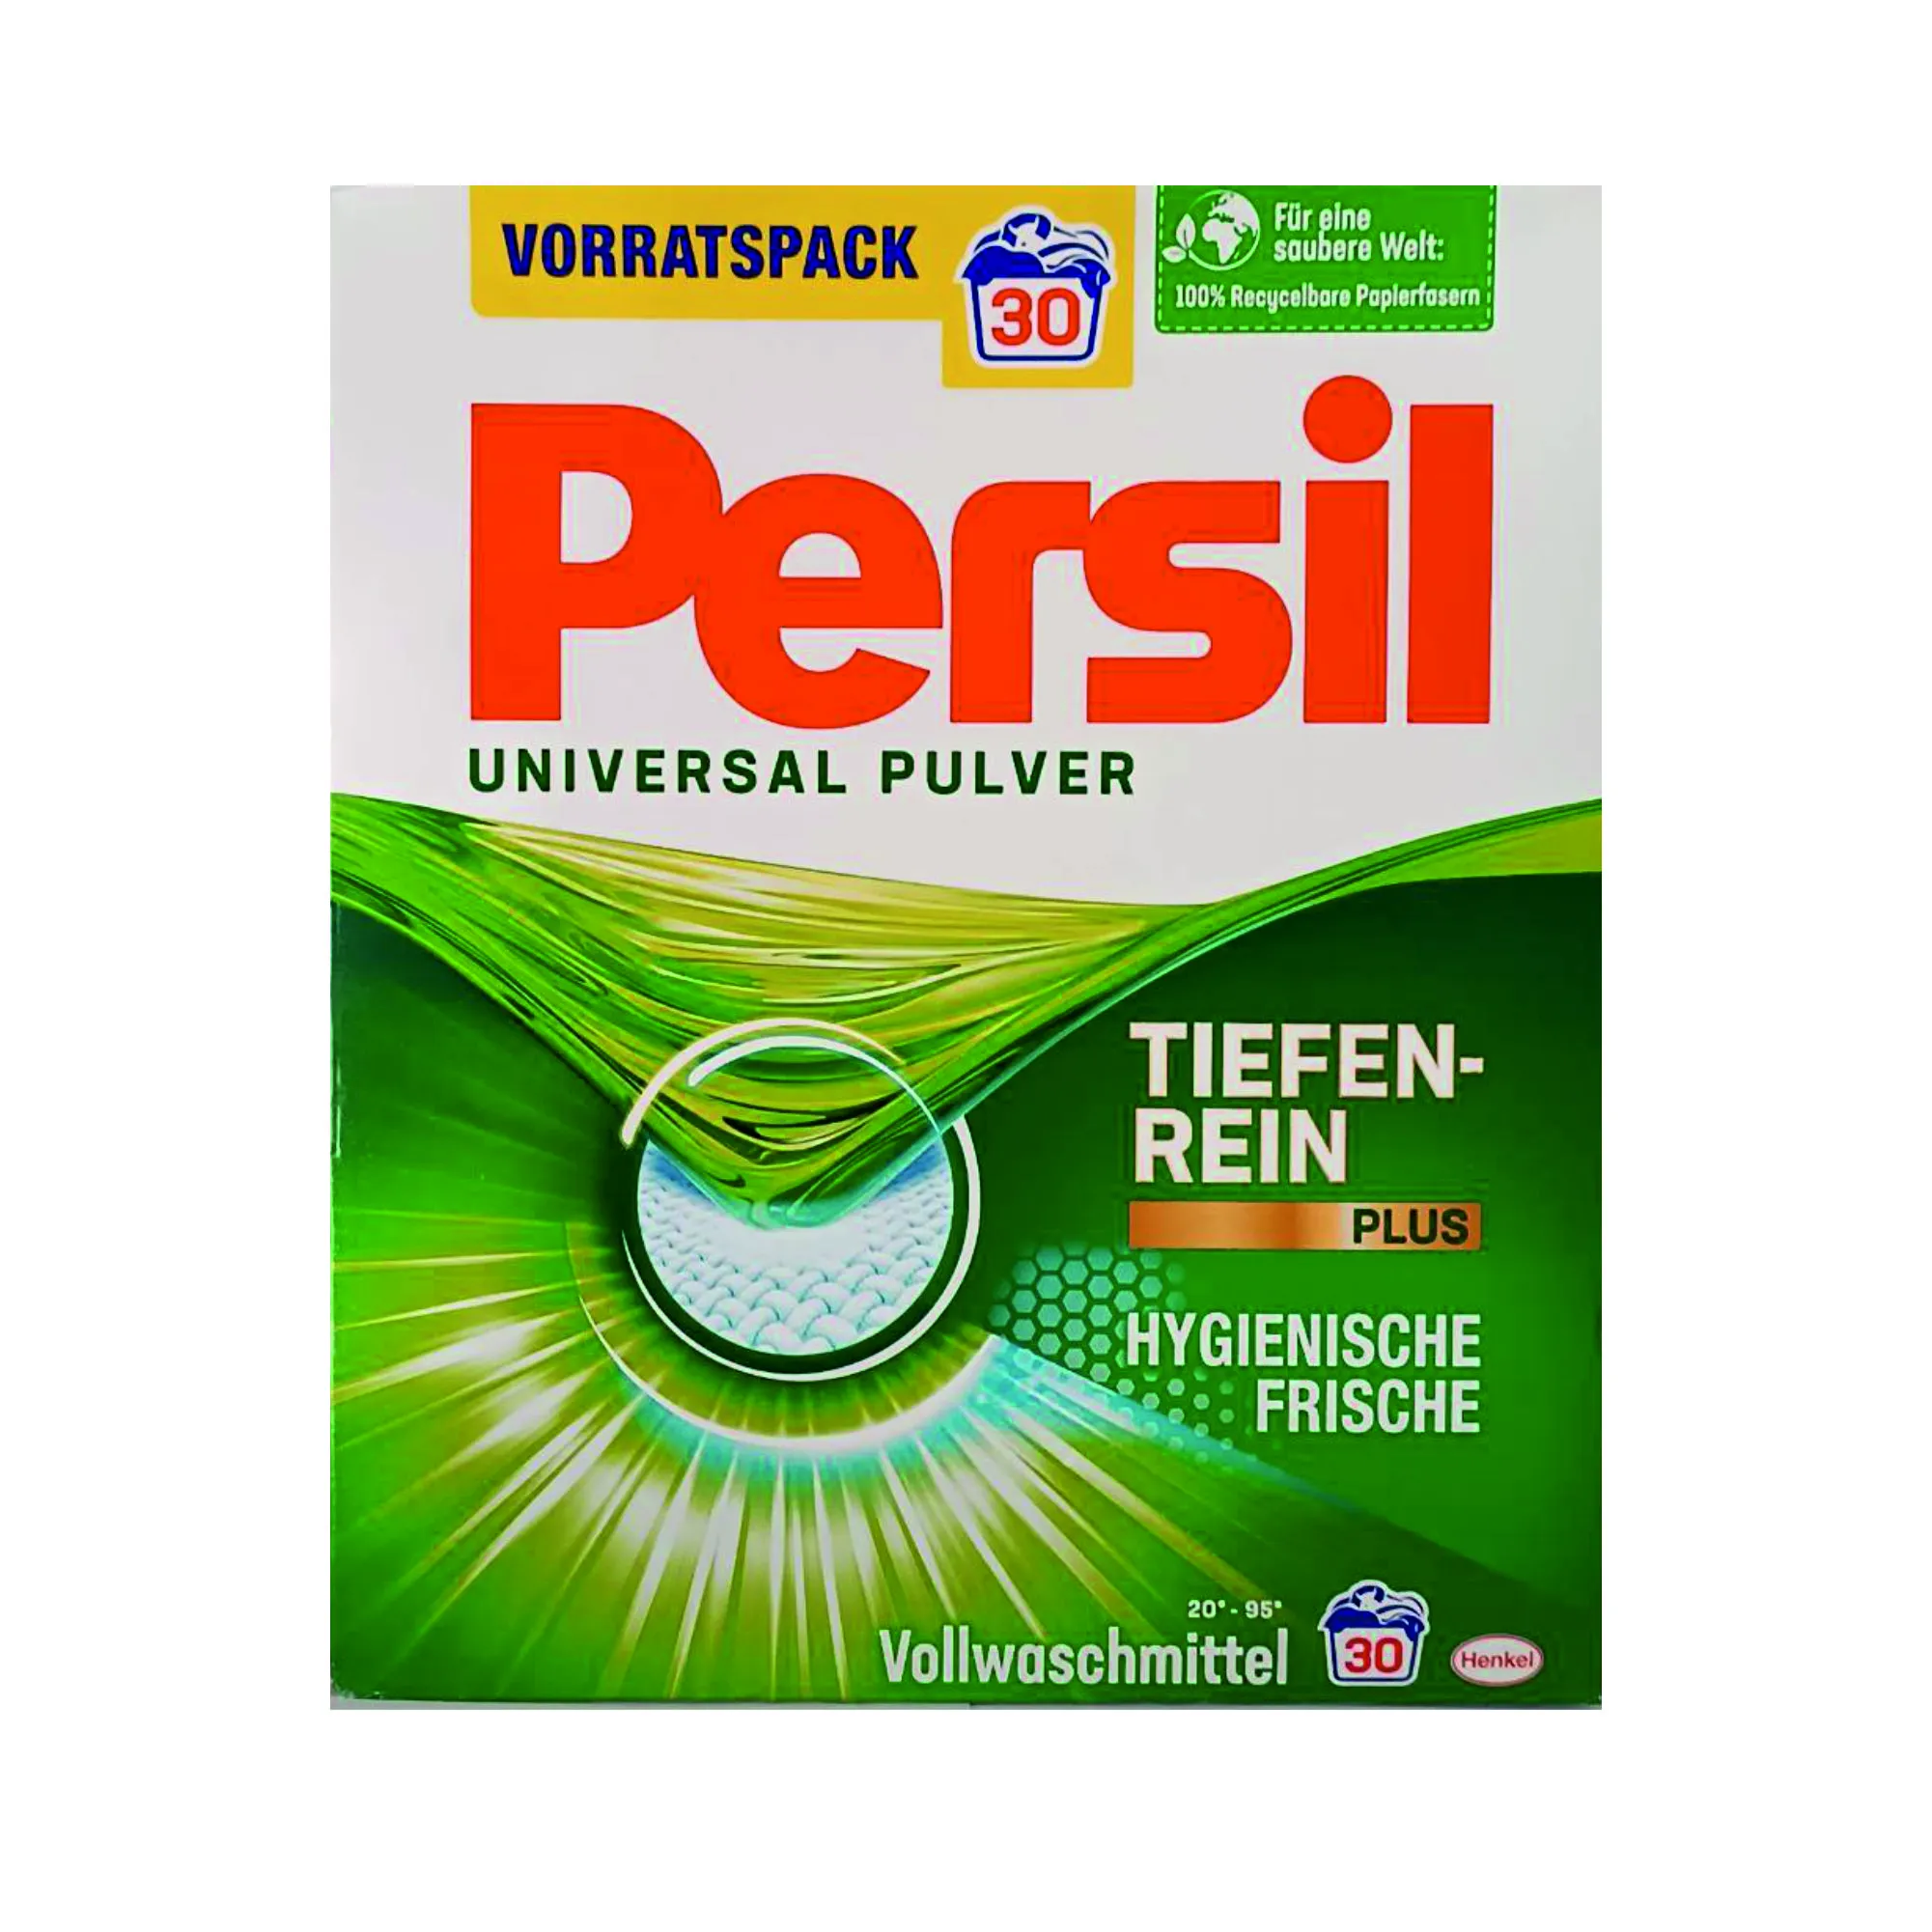 VORRATSPACK
30
Für eine
saubere Welt:
100% Recycelbare Papierfasern
Persil
UNIVERSAL PULVER
TIEFEN-
REIN
PLUS
HYGIENISCHE
FRISCHE
20° - 95°
Vollwaschmittel
30
Henkel